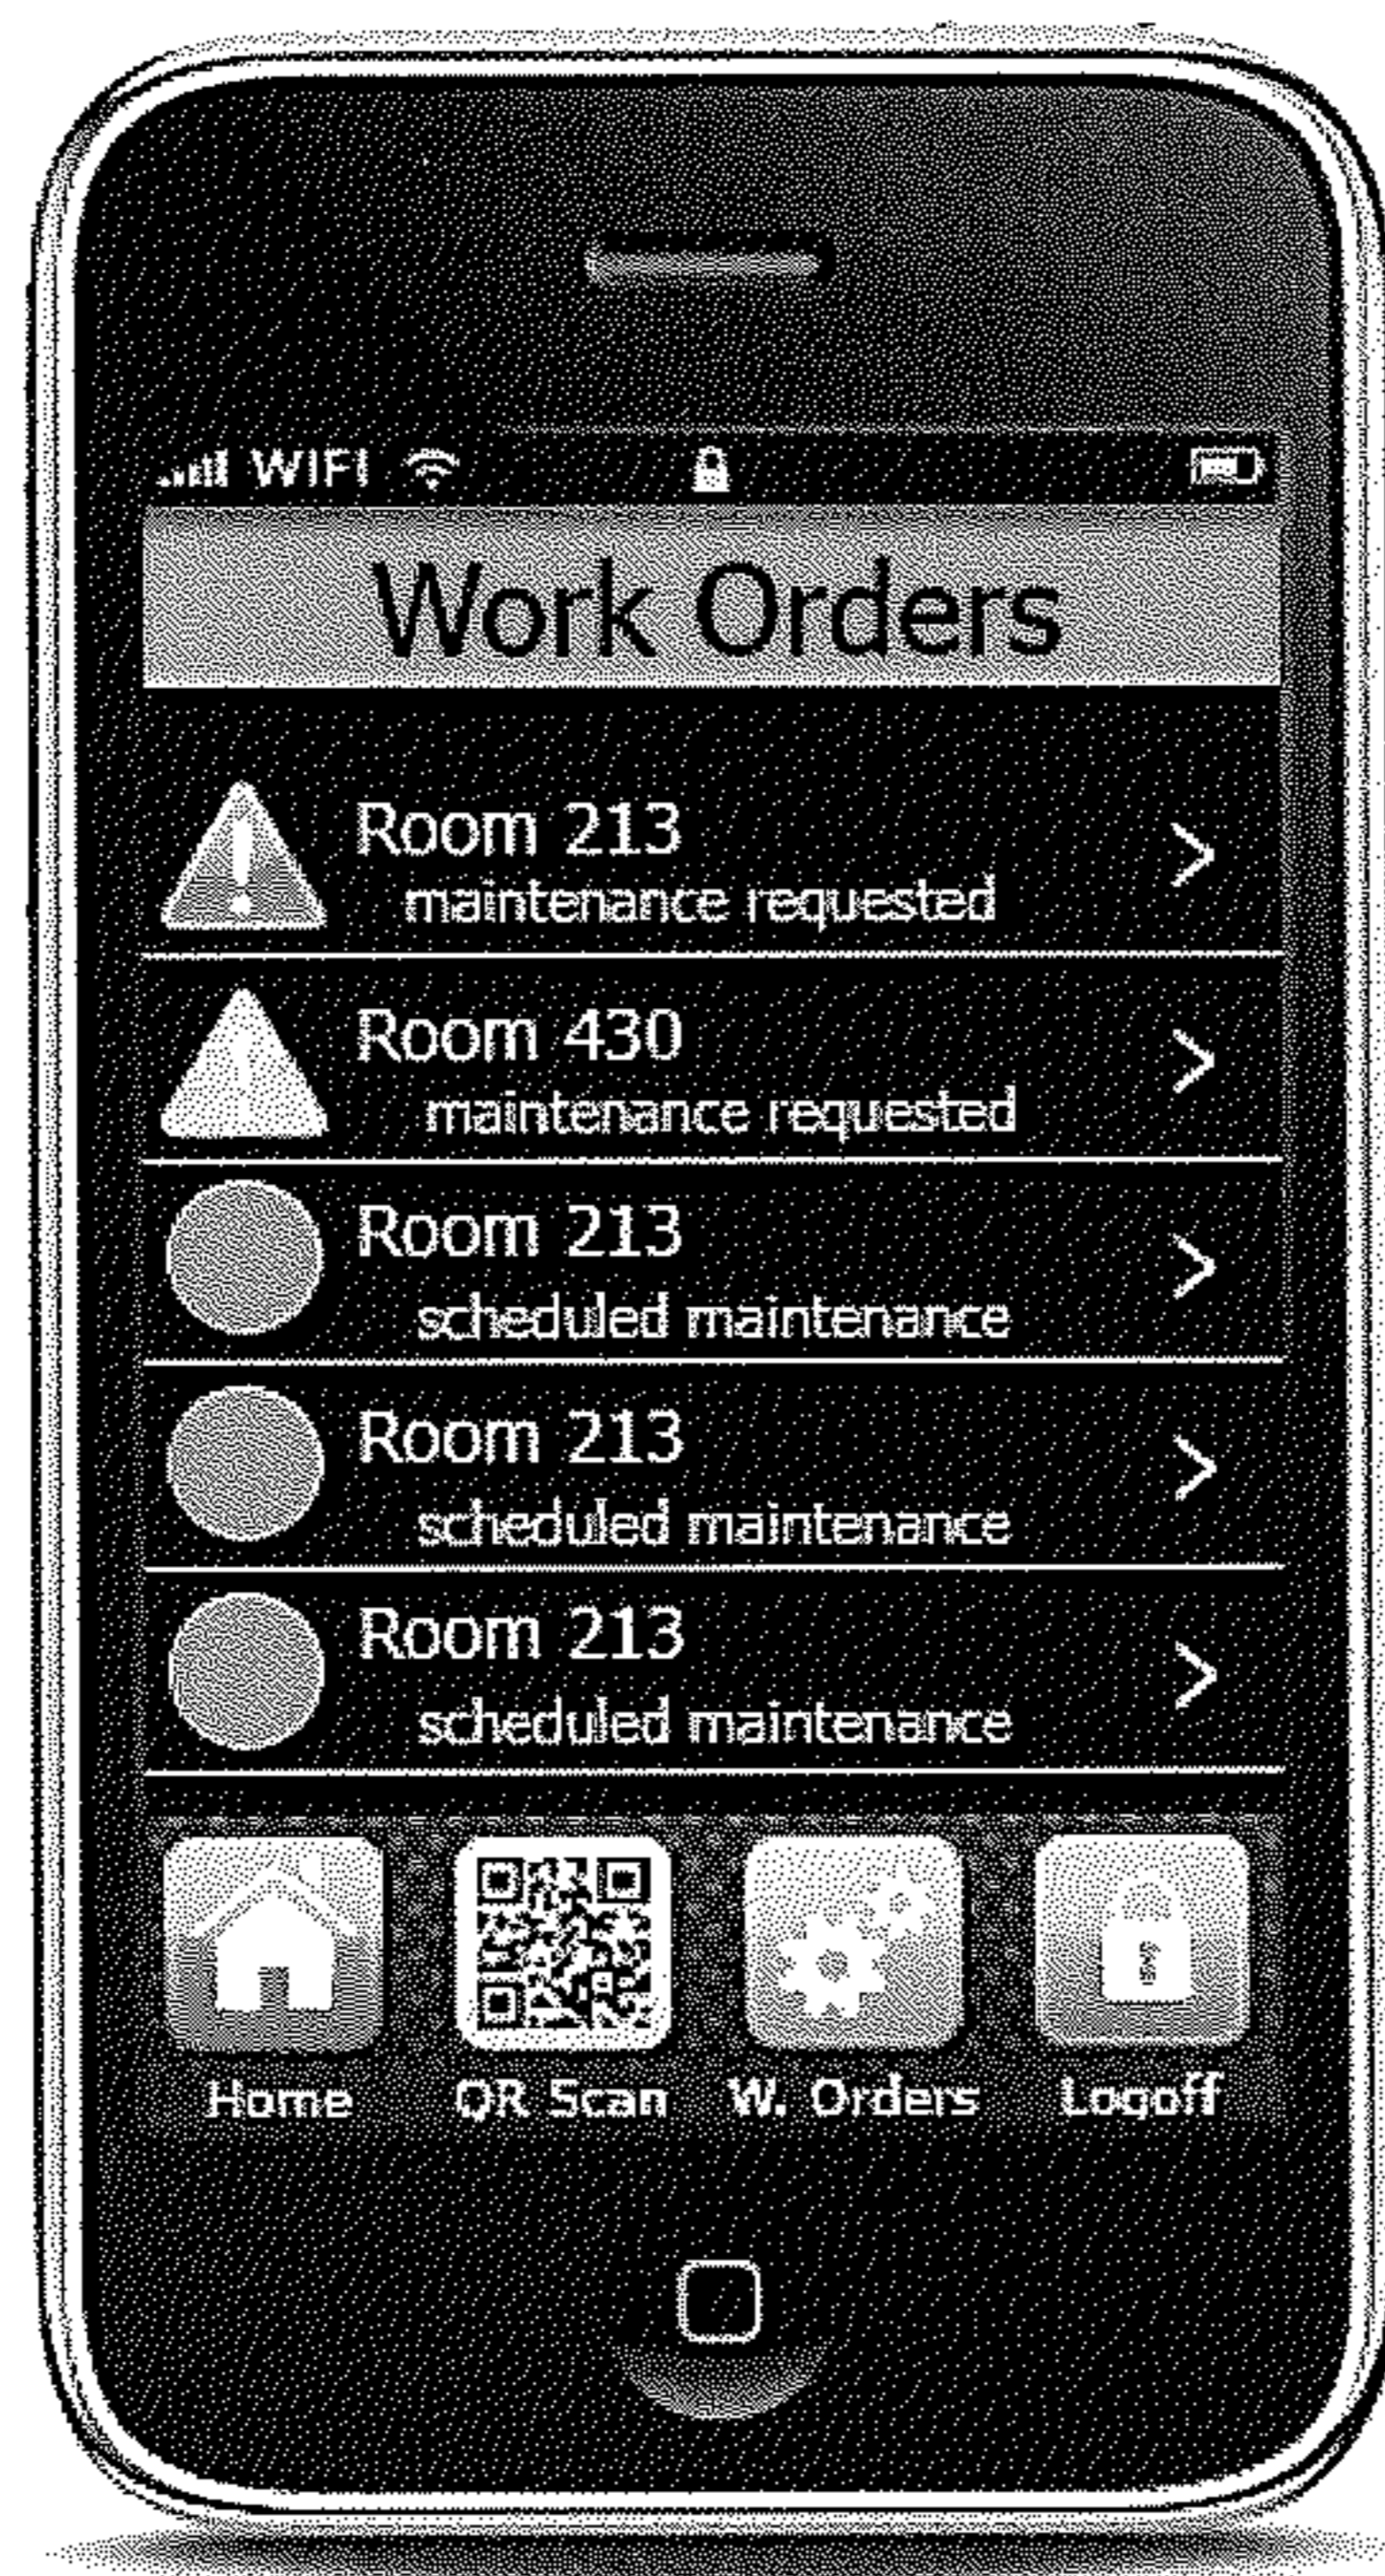 WIFI
Work Orders
Room 213
maintenance requested
Room 430
maintenance requested
Room 213
scheduled maintenance
Room 213
scheduled maintenance
Room 213
scheduled maintenance
Home QR Scan W. Orders Logoff